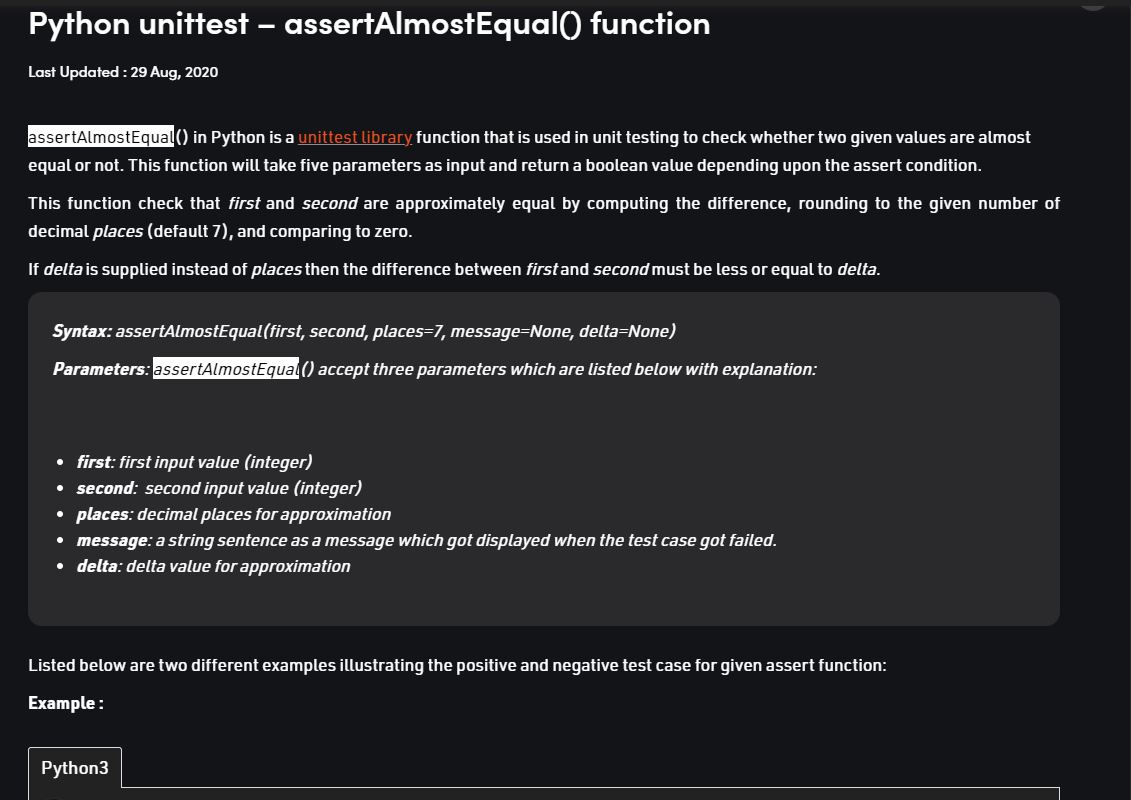 Python unittest – assertAlmostEqual() function
Last Updated : 29 Aug, 2020
assertAlmostEqual() in Python is a unittest library function that is used in unit testing to check whether two given values are almost
equal or not. This function will take five parameters as input and return a boolean value depending upon the assert condition.
This function check that first and second are approximately equal by computing the difference, rounding to the given number of
decimal places (default 7), and comparing to zero.
If delta is supplied instead of places then the difference between first and second must be less or equal to delta.
Syntax: assertAlmostEqual(first, second, places=7, message=None, delta=None)
Parameters: assertAlmostEqual() accept three parameters which are listed below with explanation:
• first: first input value (integer)
• second:  second input value (integer)
• places: decimal places for approximation
• message: a string sentence as a message which got displayed when the test case got failed.
• delta: delta value for approximation
Listed below are two different examples illustrating the positive and negative test case for given assert function:
Example :
Python3